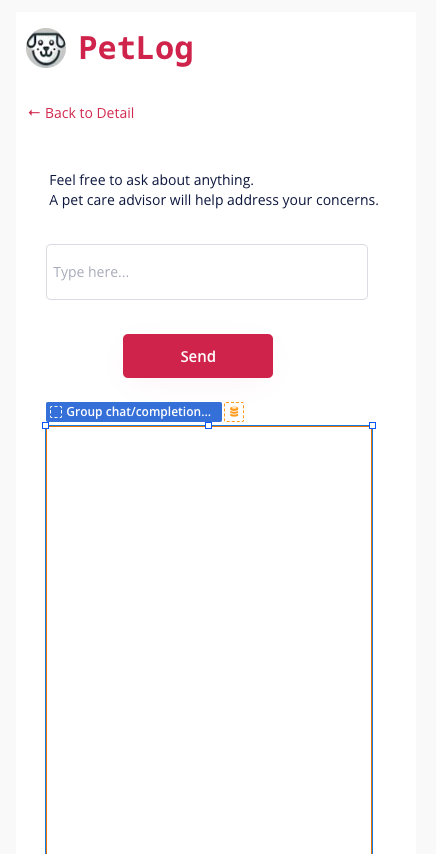 PetLog
← Back to Detail
Feel free to ask about anything.
A pet care advisor will help address your concerns.
Type here...
Send
Group chat/completion...